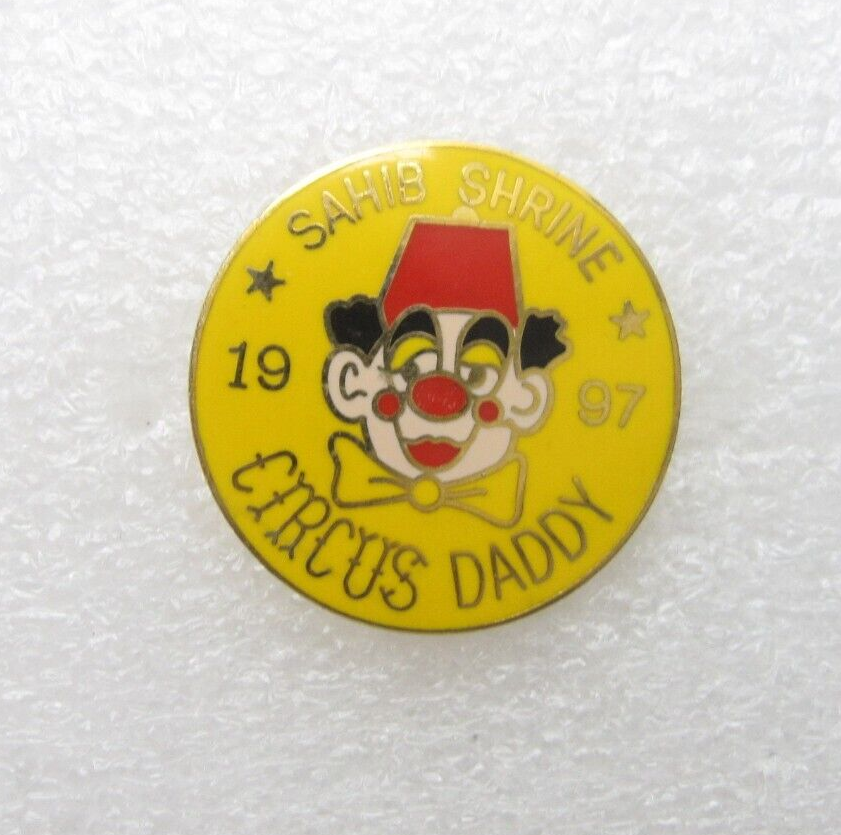 SAHIB SHRINE
19 97
CIRCUS DADDY